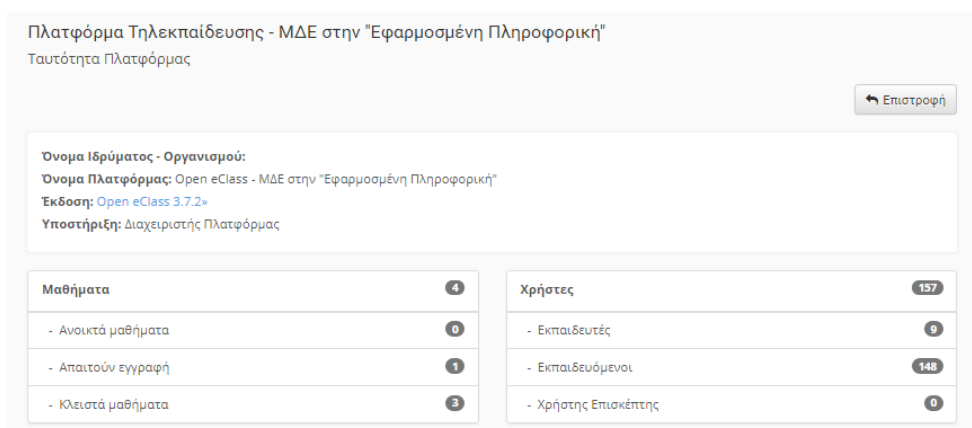 Πλατφόρμα Τηλεκπαίδευσης - ΜΔΕ στην "Εφαρμοσμένη Πληροφορική"
Ταυτότητα Πλατφόρμας
Επιστροφή
Όνομα Ιδρύματος - Οργανισμού:
Όνομα Πλατφόρμας: Open eClass - ΜΔΕ στην "Εφαρμοσμένη Πληροφορική"
Έκδοση: Open eClass 3.7.2»
Υποστήριξη: Διαχειριστής Πλατφόρμας
Μαθήματα 4
- Ανοικτά μαθήματα 0
- Απαιτούν εγγραφή 1
- Κλειστά μαθήματα 3
Χρήστες 157
- Εκπαιδευτές 9
- Εκπαιδευόμενοι 148
- Χρήστης Επισκέπτης 0